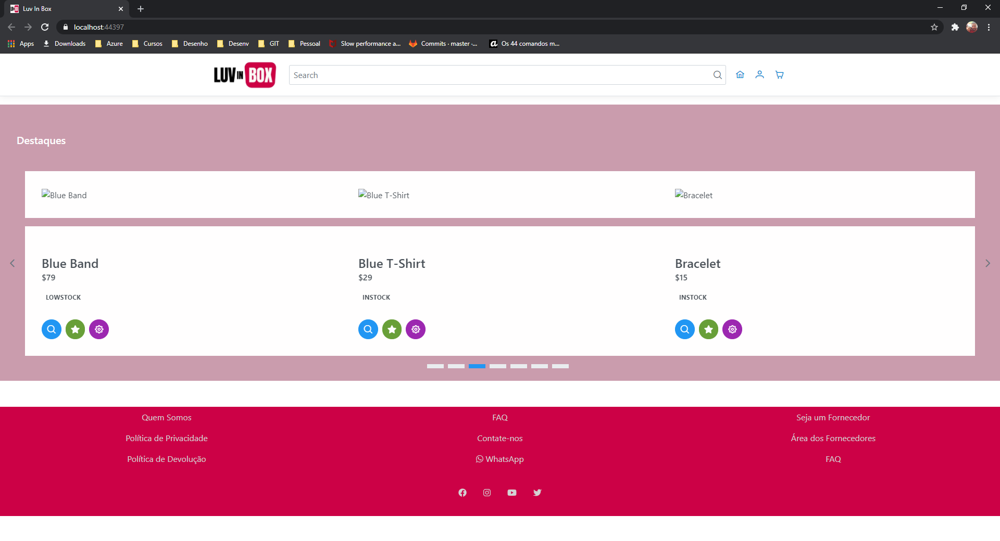 Luv In Box
localhost:44397
Apps Downloads Azure Cursos Desenho Desenv GIT Pessoal Slow performance a... Commits · master ·... a Os 44 comandos m...
LUV IN BOX Search
Destaques
Blue Band Blue T-Shirt Bracelet
Blue Band Blue T-Shirt Bracelet
$79 $29 $15
LOWSTOCK INSTOCK INSTOCK
Quem Somos FAQ Seja um Fornecedor
Política de Privacidade Contate-nos Área dos Fornecedores
Política de Devolução WhatsApp FAQ